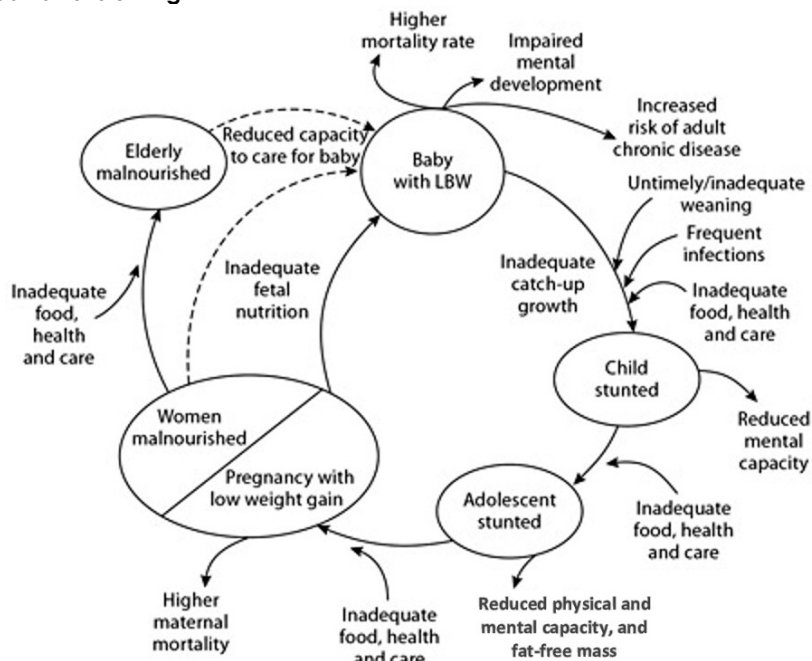 Higher
mortality rate
Impaired
mental
development
Increased
risk of adult
chronic disease
Elderly
malnourished
Reduced capacity
to care for baby
Baby
with LBW
Untimely/inadequate
weaning
Frequent
infections
Inadequate
food, health
and care
Inadequate
catch-up
growth
Inadequate
fetal
nutrition
Inadequate
food,
health
and care
Child
stunted
Reduced
mental
capacity
Women
malnourished
Pregnancy with
low weight gain
Adolescent
stunted
Inadequate
food, health
and care
Higher
maternal
mortality
Inadequate
food, health
and care
Reduced physical and
mental capacity, and
fat-free mass